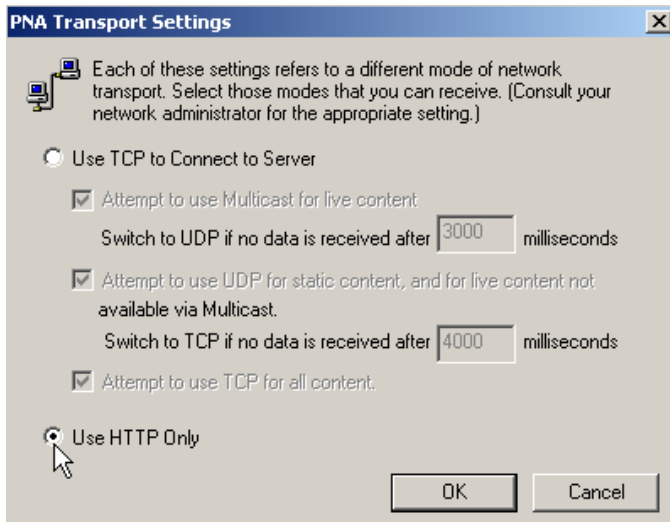 PNA Transport Settings
Each of these settings refers to a different mode of network
transport. Select those modes that you can receive. (Consult your
network administrator for the appropriate setting.)
Use TCP to Connect to Server
Attempt to use Multicast for live content
Switch to UDP if no data is received after 3000 milliseconds
Attempt to use UDP for static content, and for live content not
available via Multicast.
Switch to TCP if no data is received after 4000 milliseconds
Attempt to use TCP for all content.
Use HTTP Only
OK Cancel